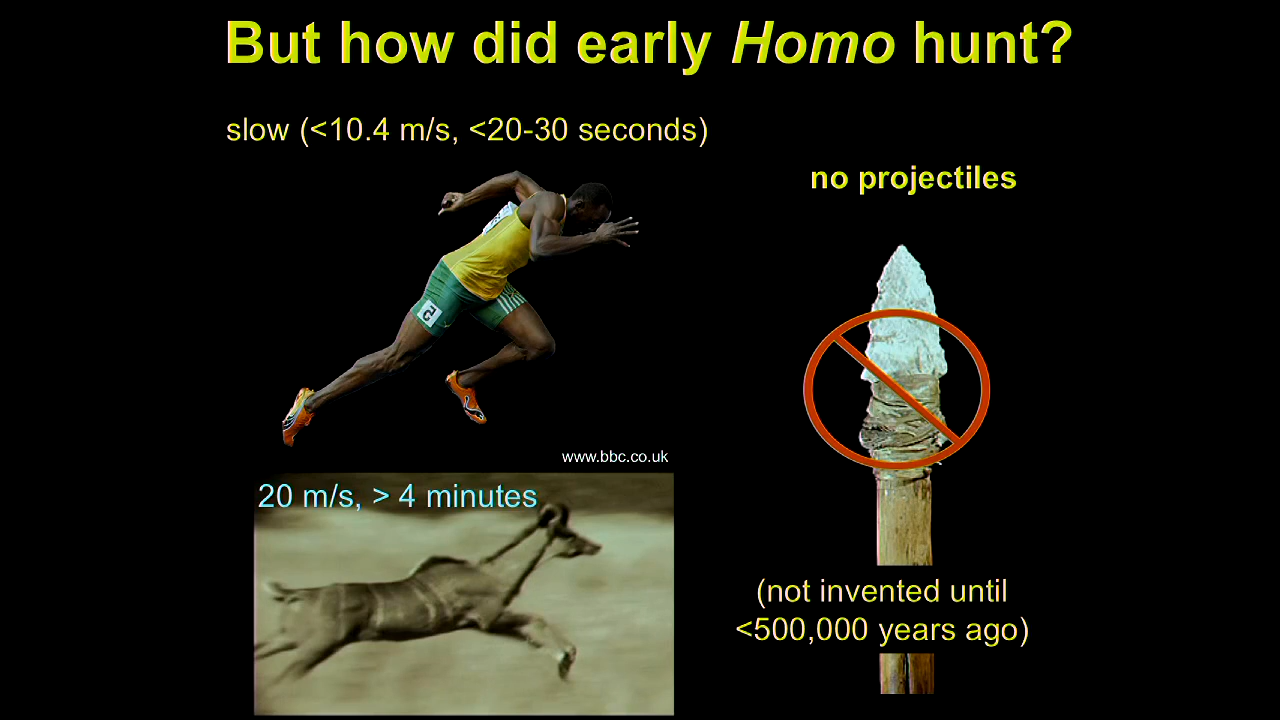 But how did early Homo hunt?
slow (<10.4 m/s, <20-30 seconds)
no projectiles
www.bbc.co.uk
20 m/s, > 4 minutes
(not invented until
<500,000 years ago)